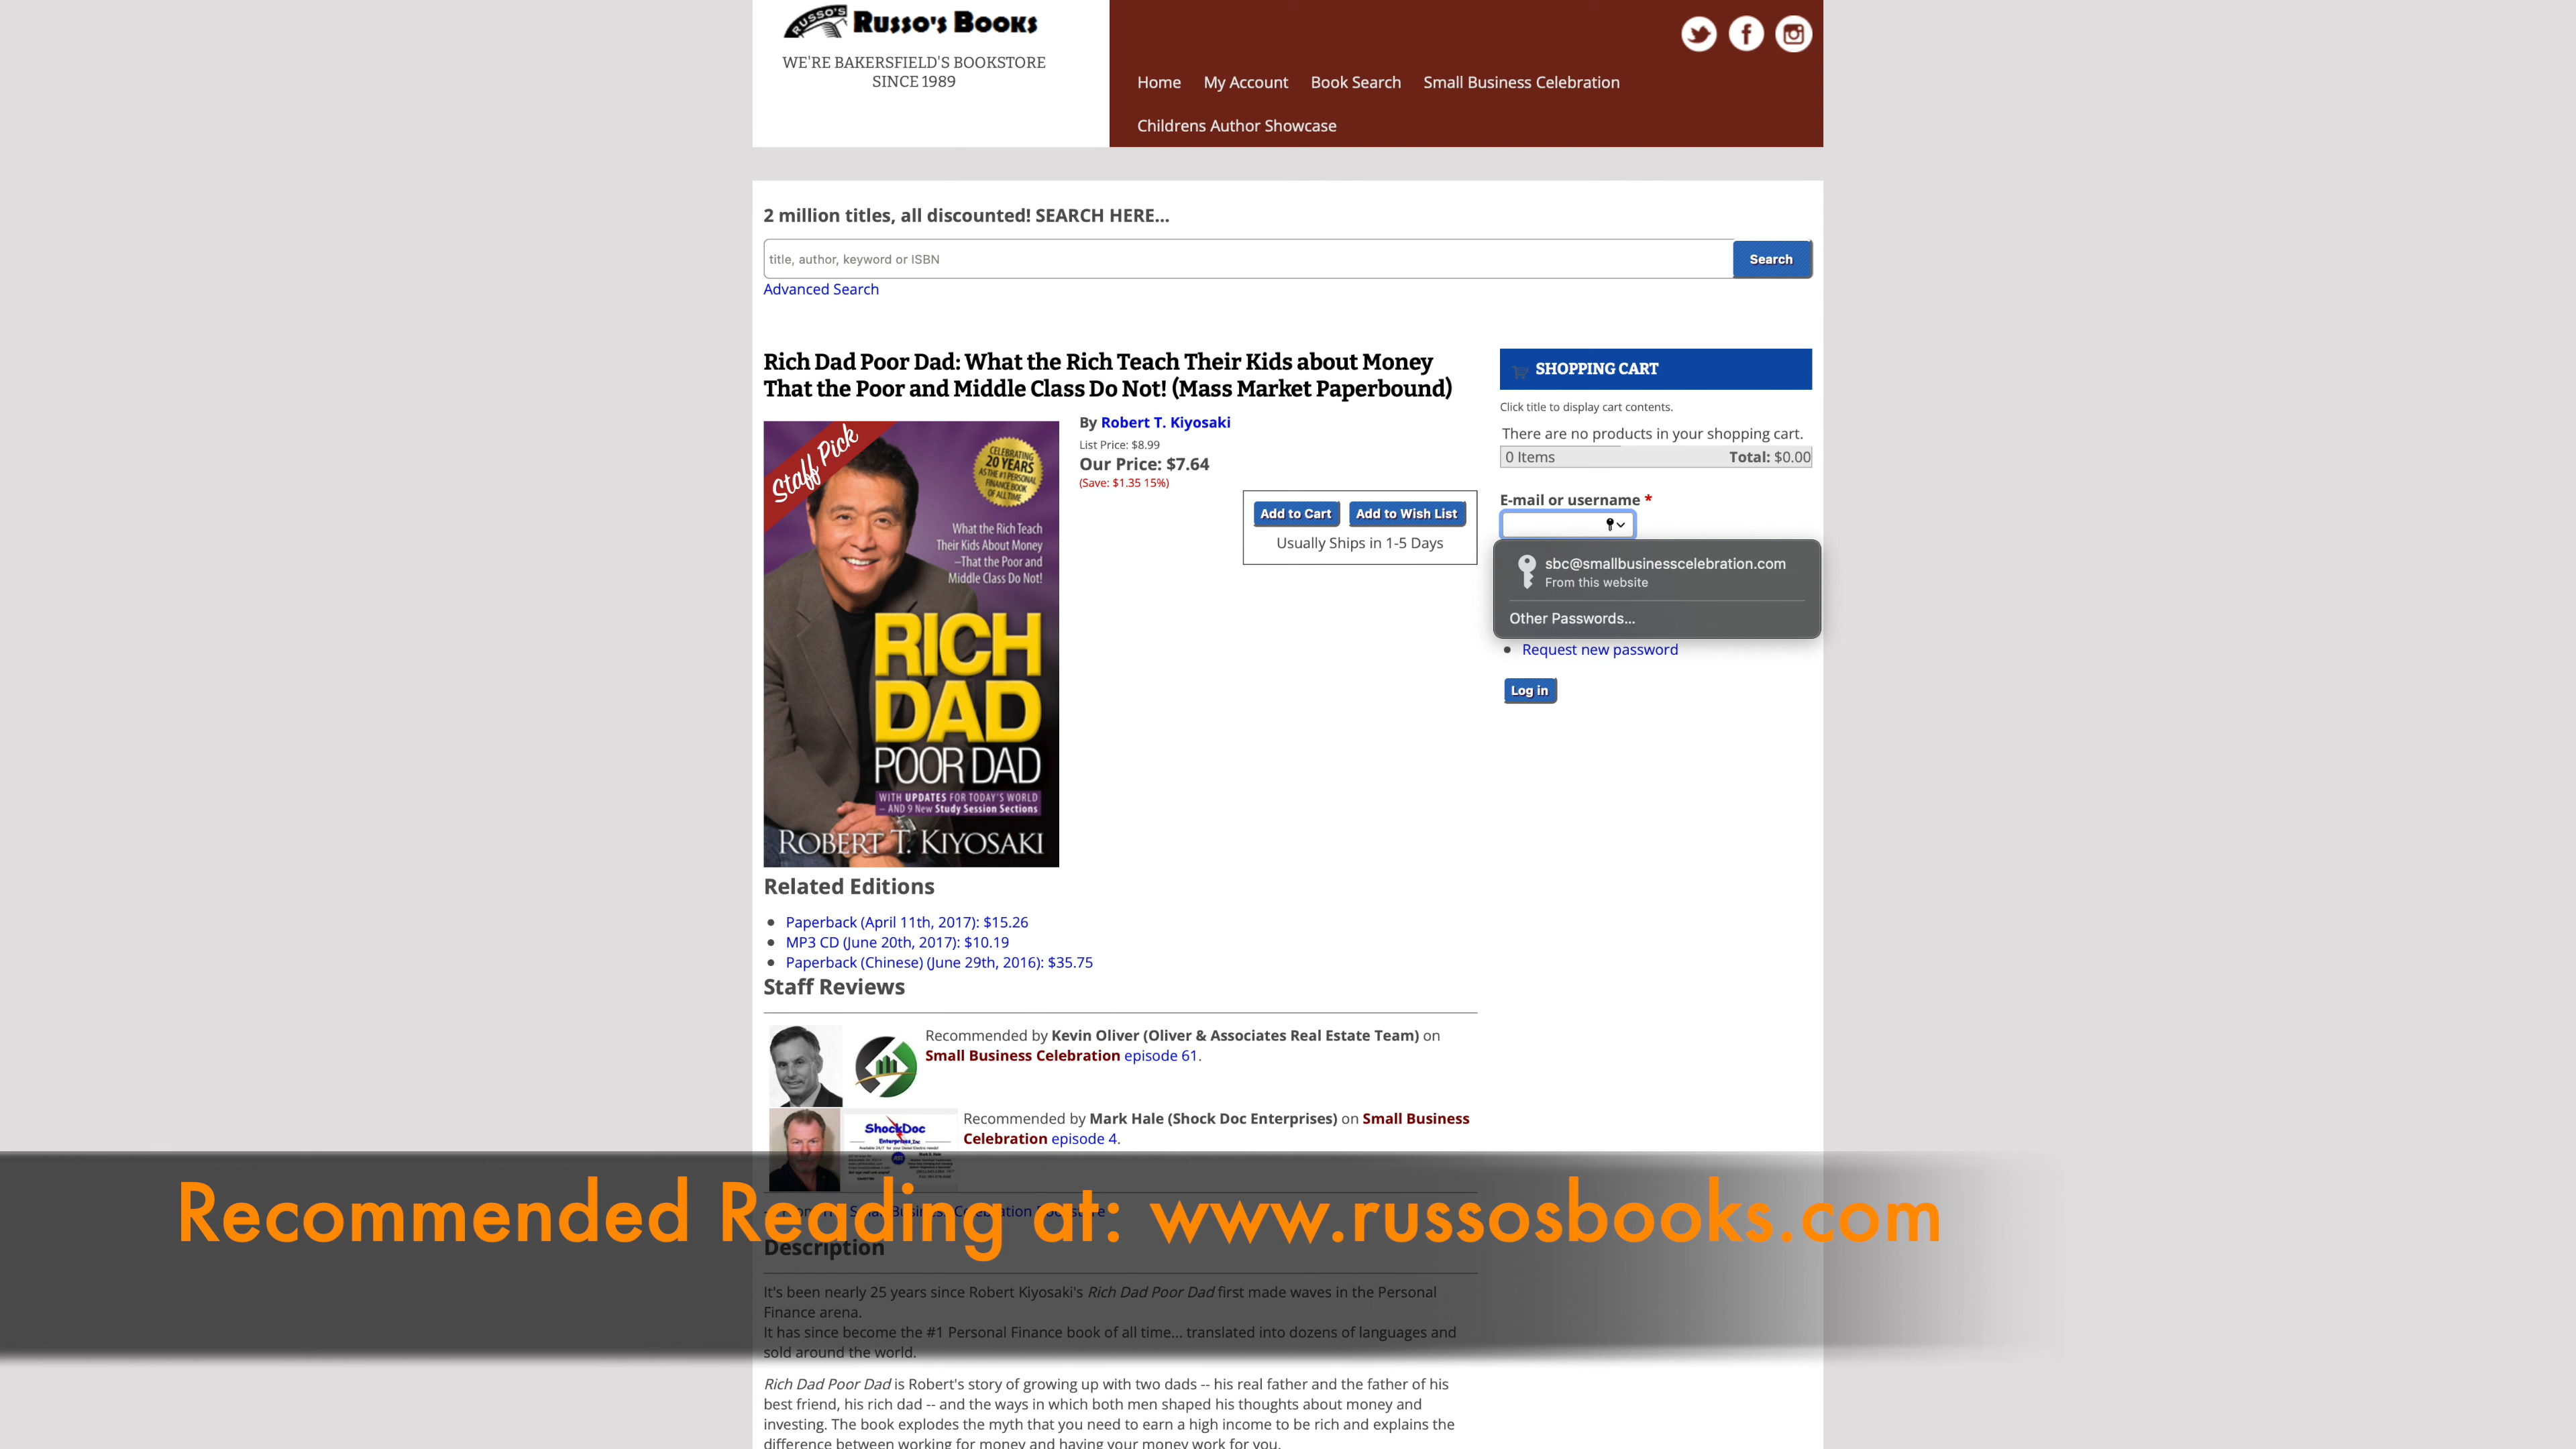 RUSSO'S
RUSSO'S BOOKS
WE'RE BAKERSFIELD'S BOOKSTORE
SINCE 1989
Home My Account Book Search Small Business Celebration
Childrens Author Showcase
2 million titles, all discounted! SEARCH HERE...
title, author, keyword or ISBN
Search
Advanced Search
Rich Dad Poor Dad: What the Rich Teach Their Kids about Money
That the Poor and Middle Class Do Not! (Mass Market Paperbound)
Staff Pick
CELEBRATING
20 YEARS
AS THE #1 PERSONAL
FINANCE BOOK
OF ALL TIME
What the Rich Teach
Their Kids About Money
–That the Poor and
Middle Class Do Not!
RICH
DAD
POOR DAD
WITH UPDATES FOR TODAY'S WORLD
– AND 9 New Study Session Sections
ROBERT T. KIYOSAKI
By Robert T. Kiyosaki
List Price: $8.99
Our Price: $7.64
(Save: $1.35 15%)
Add to Cart Add to Wish List
Usually Ships in 1-5 Days
SHOPPING CART
Click title to display cart contents.
There are no products in your shopping cart.
0 Items Total: $0.00
E-mail or username *
sbc@smallbusinesscelebration.com
From this website
Other Passwords...
Request new password
Log in
Related Editions
Paperback (April 11th, 2017): $15.26
MP3 CD (June 20th, 2017): $10.19
Paperback (Chinese) (June 29th, 2016): $35.75
Staff Reviews
Recommended by Kevin Oliver (Oliver & Associates Real Estate Team) on
Small Business Celebration episode 61.
Recommended by Mark Hale (Shock Doc Enterprises) on Small Business
Celebration episode 4.
ShockDoc
Enterprises, Inc
Recommended Reading at: www.russosbooks.com
Description
It's been nearly 25 years since Robert Kiyosaki's Rich Dad Poor Dad first made waves in the Personal
Finance arena.
It has since become the #1 Personal Finance book of all time... translated into dozens of languages and
sold around the world.
Rich Dad Poor Dad is Robert's story of growing up with two dads -- his real father and the father of his
best friend, his rich dad -- and the ways in which both men shaped his thoughts about money and
investing. The book explodes the myth that you need to earn a high income to be rich and explains the
difference between working for money and having your money work for you.